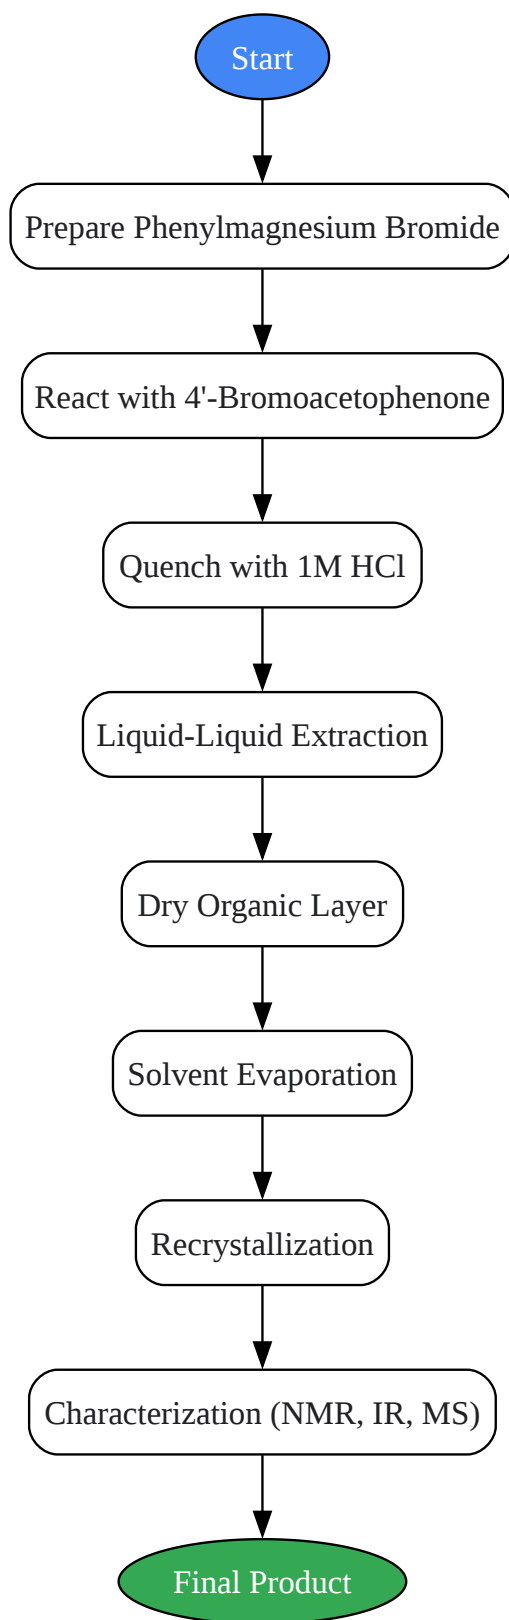 Start
Prepare Phenylmagnesium Bromide
React with 4'-Bromoacetophenone
Quench with 1M HCl
Liquid-Liquid Extraction
Dry Organic Layer
Solvent Evaporation
Recrystallization
Characterization (NMR, IR, MS)
Final Product